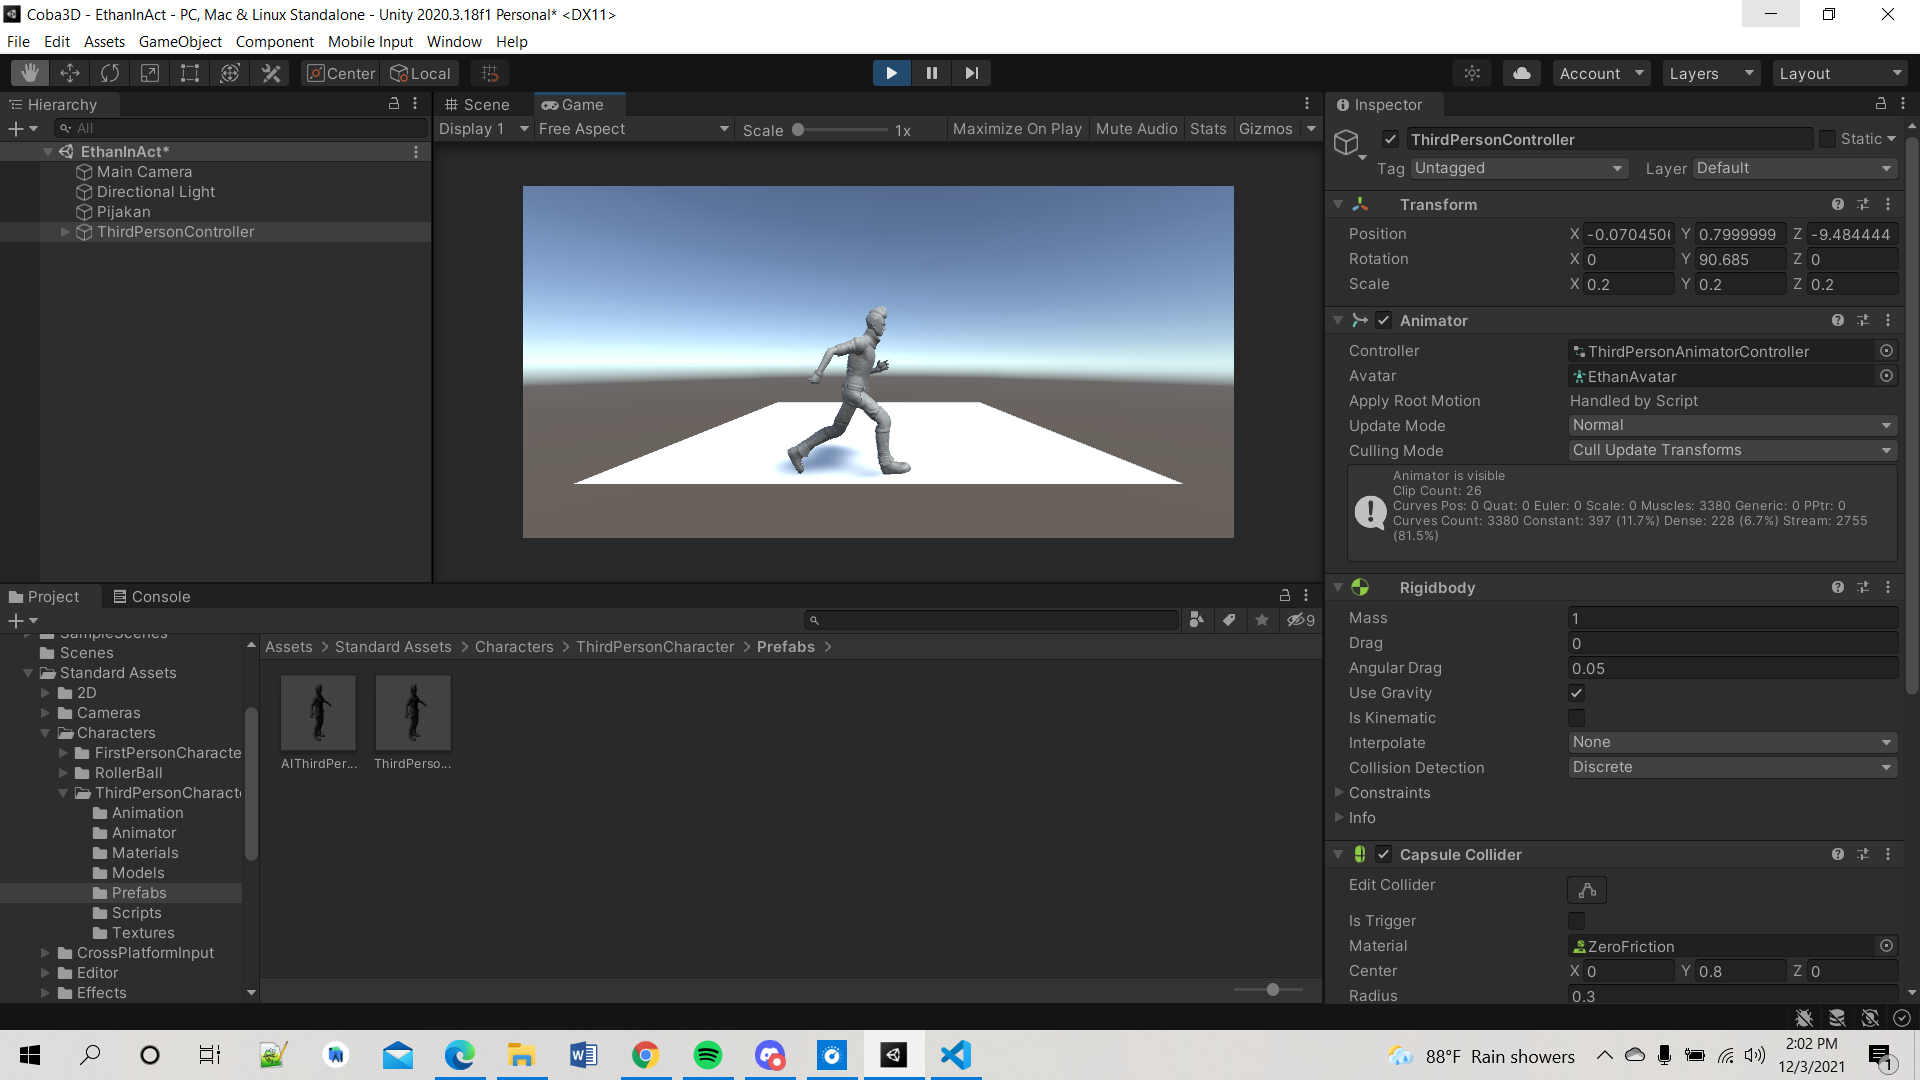 Coba3D - EthanInAct - PC, Mac & Linux Standalone - Unity 2020.3.18f1 Personal* <DX11>
File Edit Assets GameObject Component Mobile Input Window Help
Center Local Account Layers Layout
Hierarchy
All
EthanInAct*
Main Camera
Directional Light
Pijakan
ThirdPersonController
Scene Game
Display 1 Free Aspect Scale 1x Maximize On Play Mute Audio Stats Gizmos
Inspector
ThirdPersonController Static
Tag Untagged Layer Default
Transform
Position X -0.0704506 Y 0.7999999 Z -9.484444
Rotation X 0 Y 90.685 Z 0
Scale X 0.2 Y 0.2 Z 0.2
Animator
Controller ThirdPersonAnimatorController
Avatar EthanAvatar
Apply Root Motion Handled by Script
Update Mode Normal
Culling Mode Cull Update Transforms
Animator is visible
Clip Count: 26
Curves Pos: 0 Quat: 0 Euler: 0 Scale: 0 Muscles: 3380 Generic: 0 PPtr: 0
Curves Count: 3380 Constant: 397 (11.7%) Dense: 228 (6.7%) Stream: 2755
(81.5%)
Rigidbody
Mass 1
Drag 0
Angular Drag 0.05
Use Gravity
Is Kinematic
Interpolate None
Collision Detection Discrete
Constraints
Info
Capsule Collider
Edit Collider
Is Trigger
Material ZeroFriction
Center X 0 Y 0.8 Z 0
Radius 0.3
Project Console
9
SampleScenes
Scenes
Standard Assets
2D
Cameras
Characters
FirstPersonCharacte
RollerBall
ThirdPersonCharact
Animation
Animator
Materials
Models
Prefabs
Scripts
Textures
CrossPlatformInput
Editor
Effects
Assets > Standard Assets > Characters > ThirdPersonCharacter > Prefabs >
AIThirdPer... ThirdPerso...
88°F Rain showers
2:02 PM
12/3/2021
1